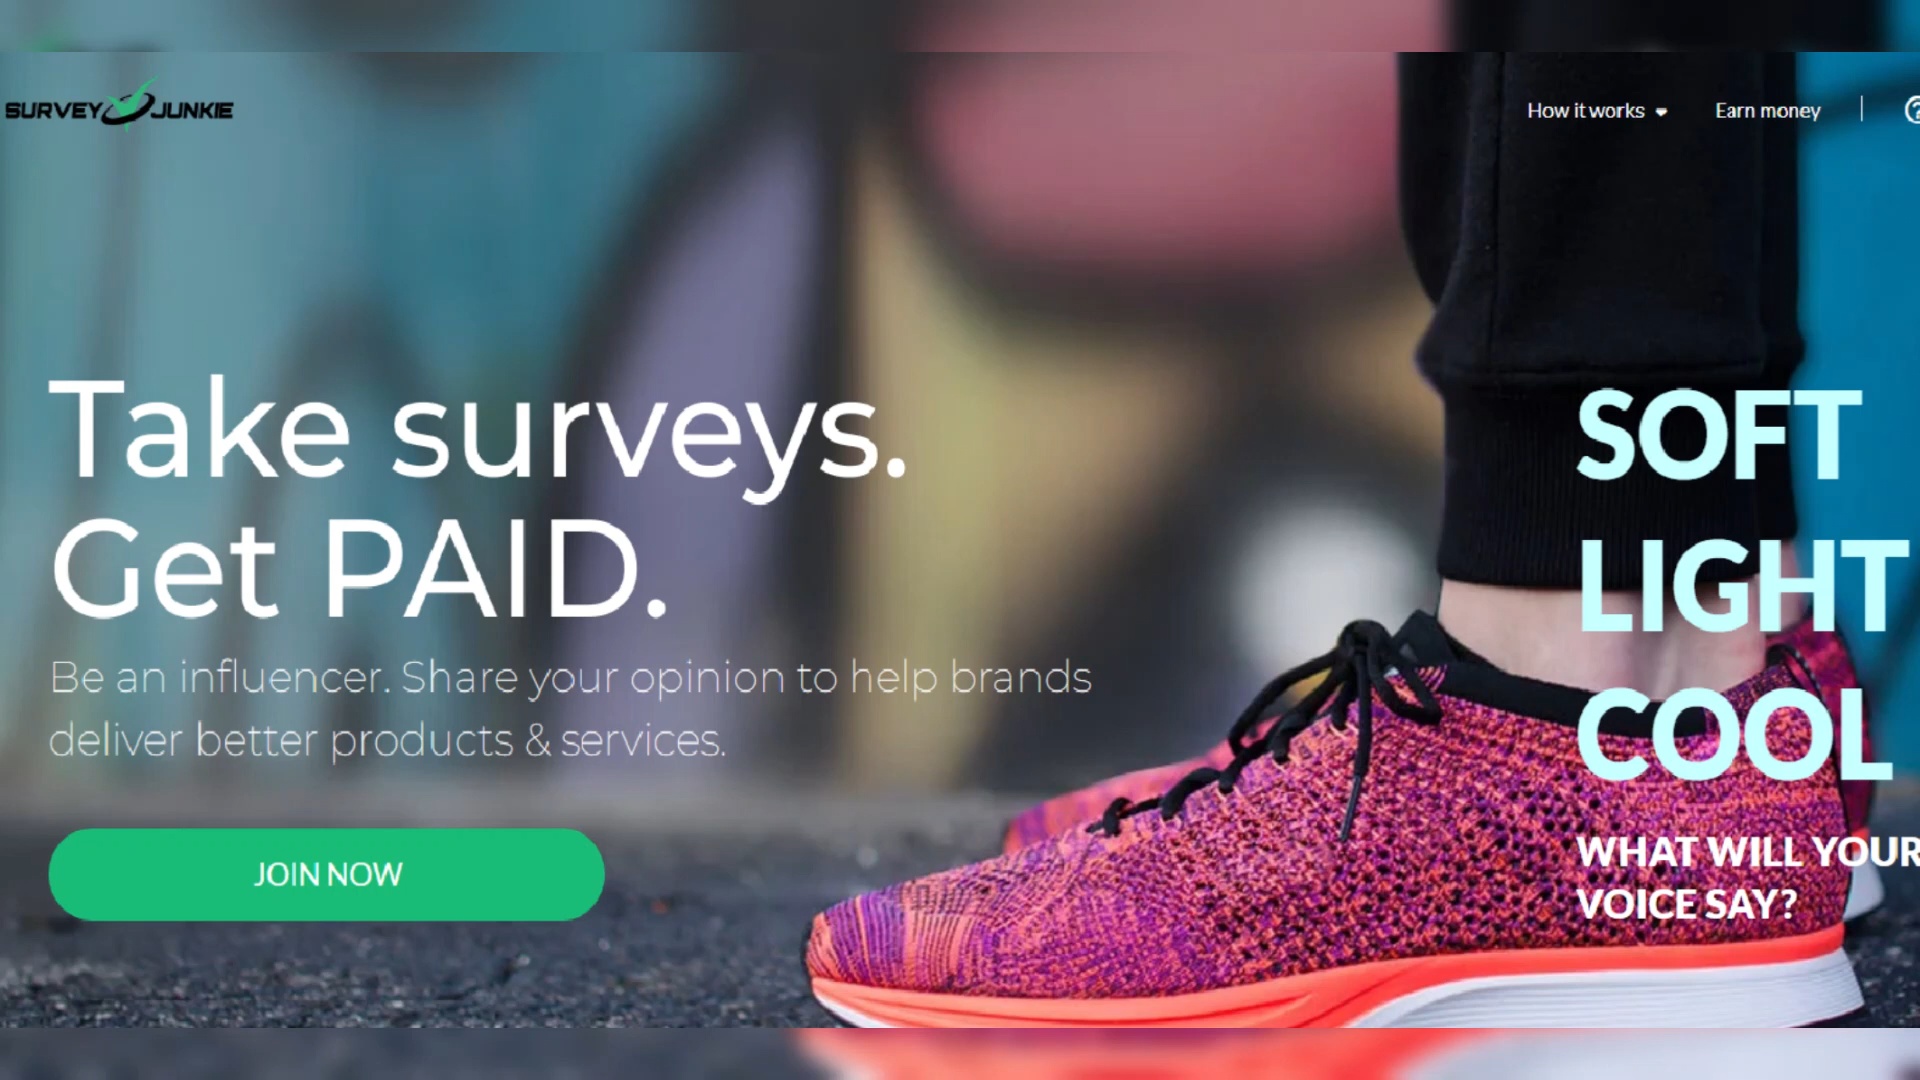 SURVEY JUNKIE
How it works
Earn money
Take surveys.
Get PAID.
Be an influencer. Share your opinion to help brands
deliver better products & services.
JOIN NOW
SOFT
LIGHT
COOL
WHAT WILL YOUR
VOICE SAY?